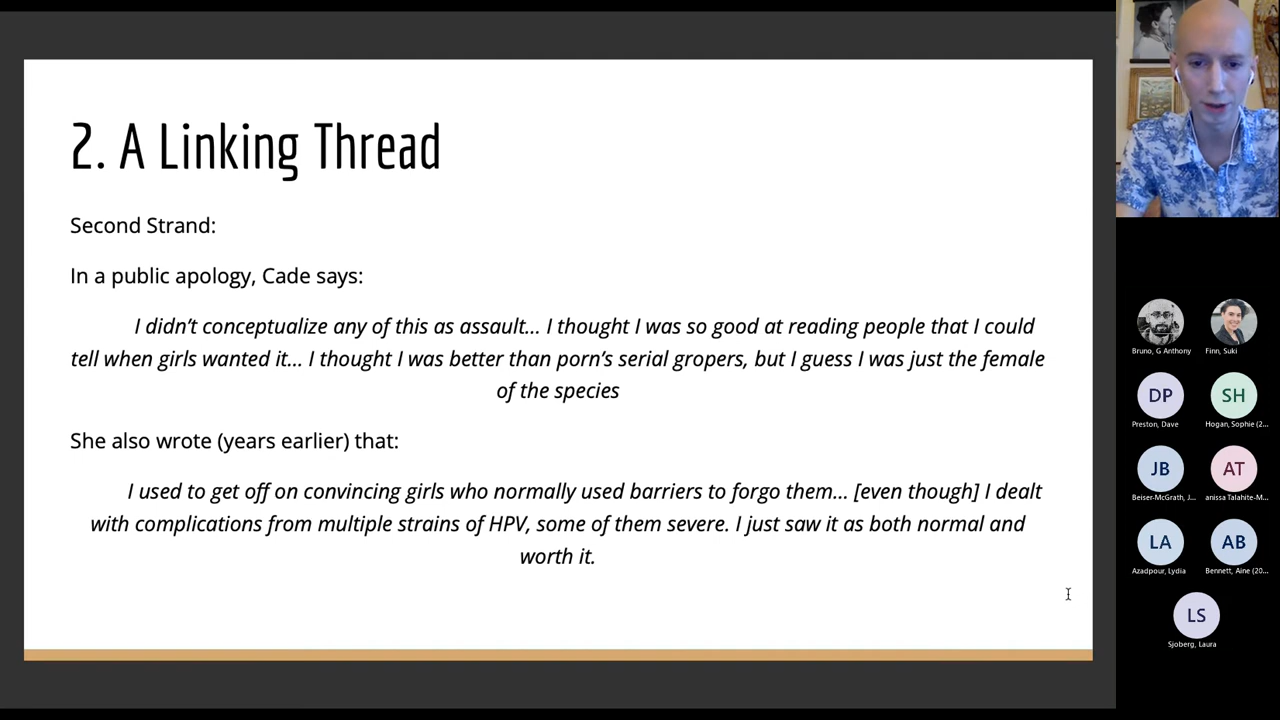 2. A Linking Thread
Second Strand:
In a public apology, Cade says:
I didn’t conceptualize any of this as assault... I thought I was so good at reading people that I could
tell when girls wanted it... I thought I was better than porn’s serial gropers, but I guess I was just the female
of the species
She also wrote (years earlier) that:
I used to get off on convincing girls who normally used barriers to forgo them... [even though] I dealt
with complications from multiple strains of HPV, some of them severe. I just saw it as both normal and
worth it.
Bruno, G Anthony
Finn, Suki
DP
SH
Preston, Dave
Hogan, Sophie (2...
JB
AT
Beiser-McGrath, J...
anissa Talahite-M...
LA
AB
Azadpour, Lydia
Bennett, Aine (20...
LS
Sjoberg, Laura